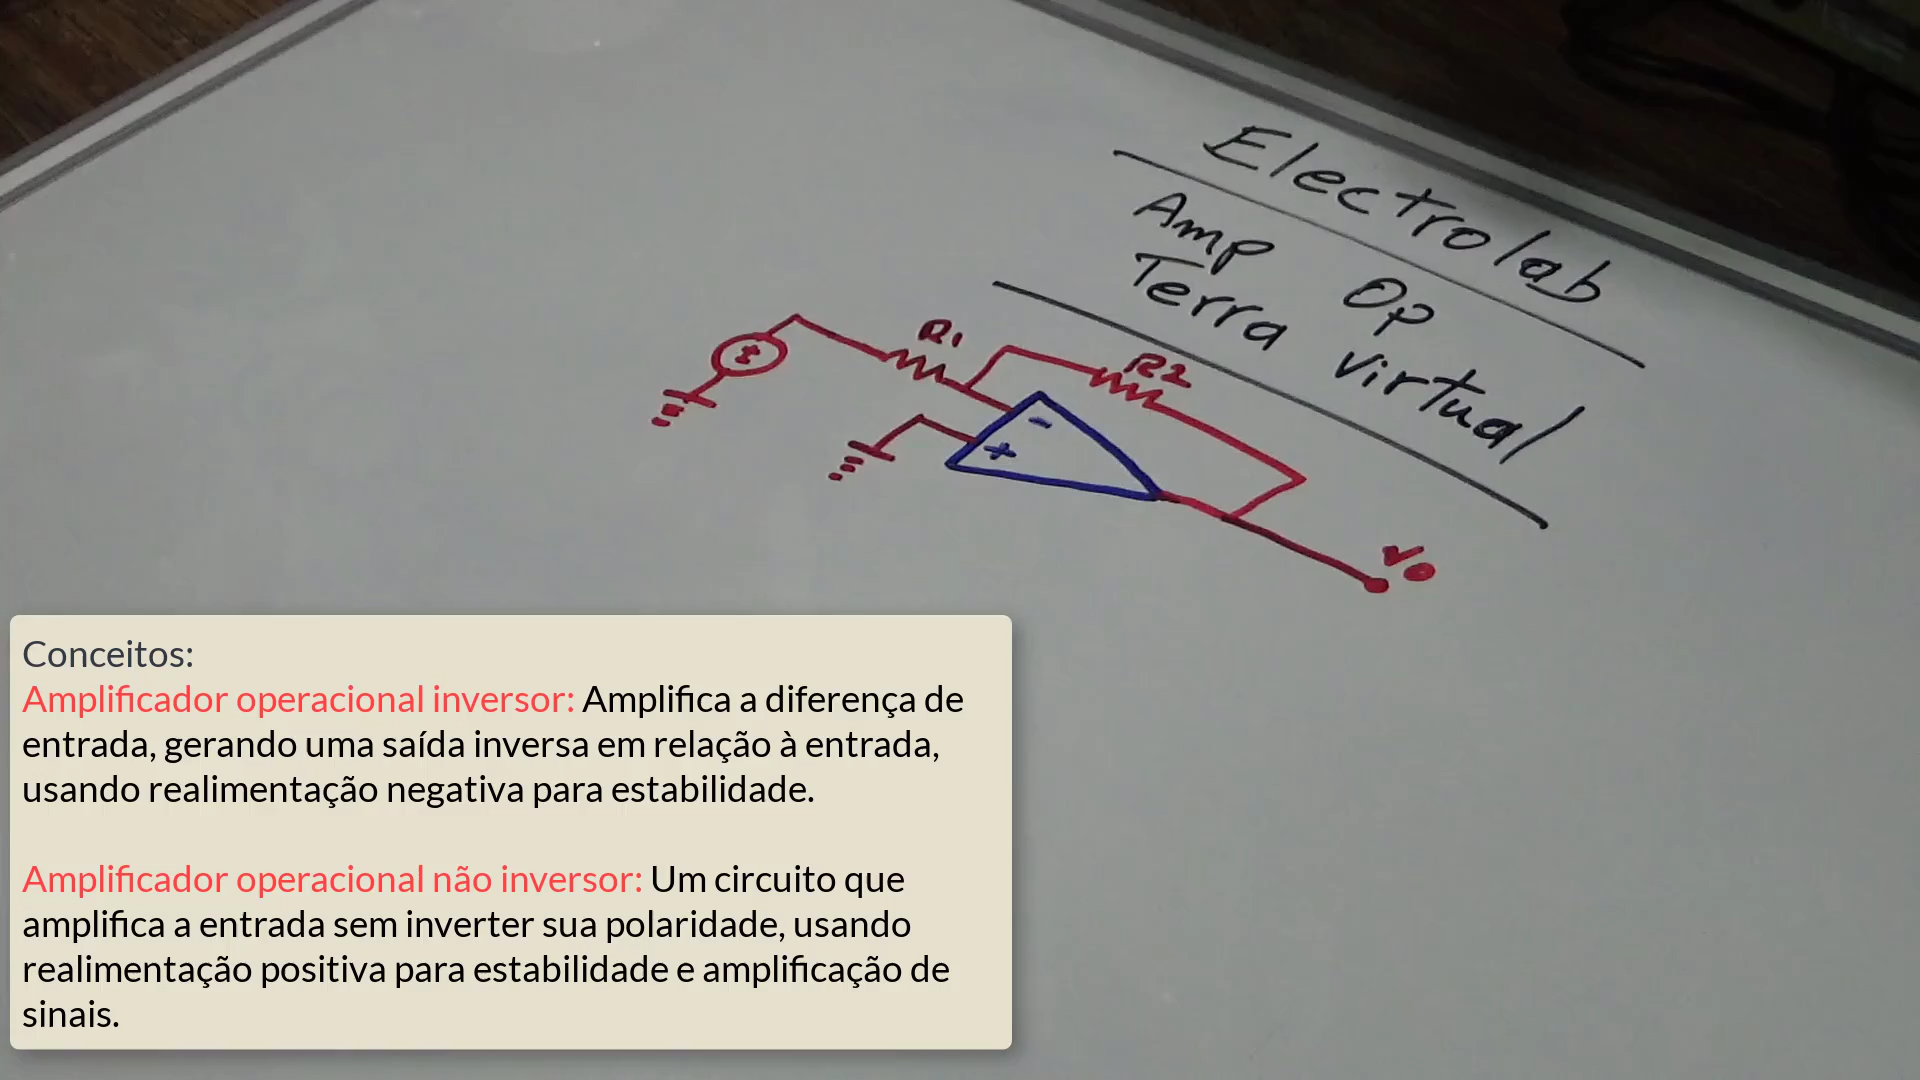 Electrolab
Amp Op
Terra virtual
R1
R2
-
+
Vo
Conceitos:
Amplificador operacional inversor: Amplifica a diferença de
entrada, gerando uma saída inversa em relação à entrada,
usando realimentação negativa para estabilidade.
Amplificador operacional não inversor: Um circuito que
amplifica a entrada sem inverter sua polaridade, usando
realimentação positiva para estabilidade e amplificação de
sinais.